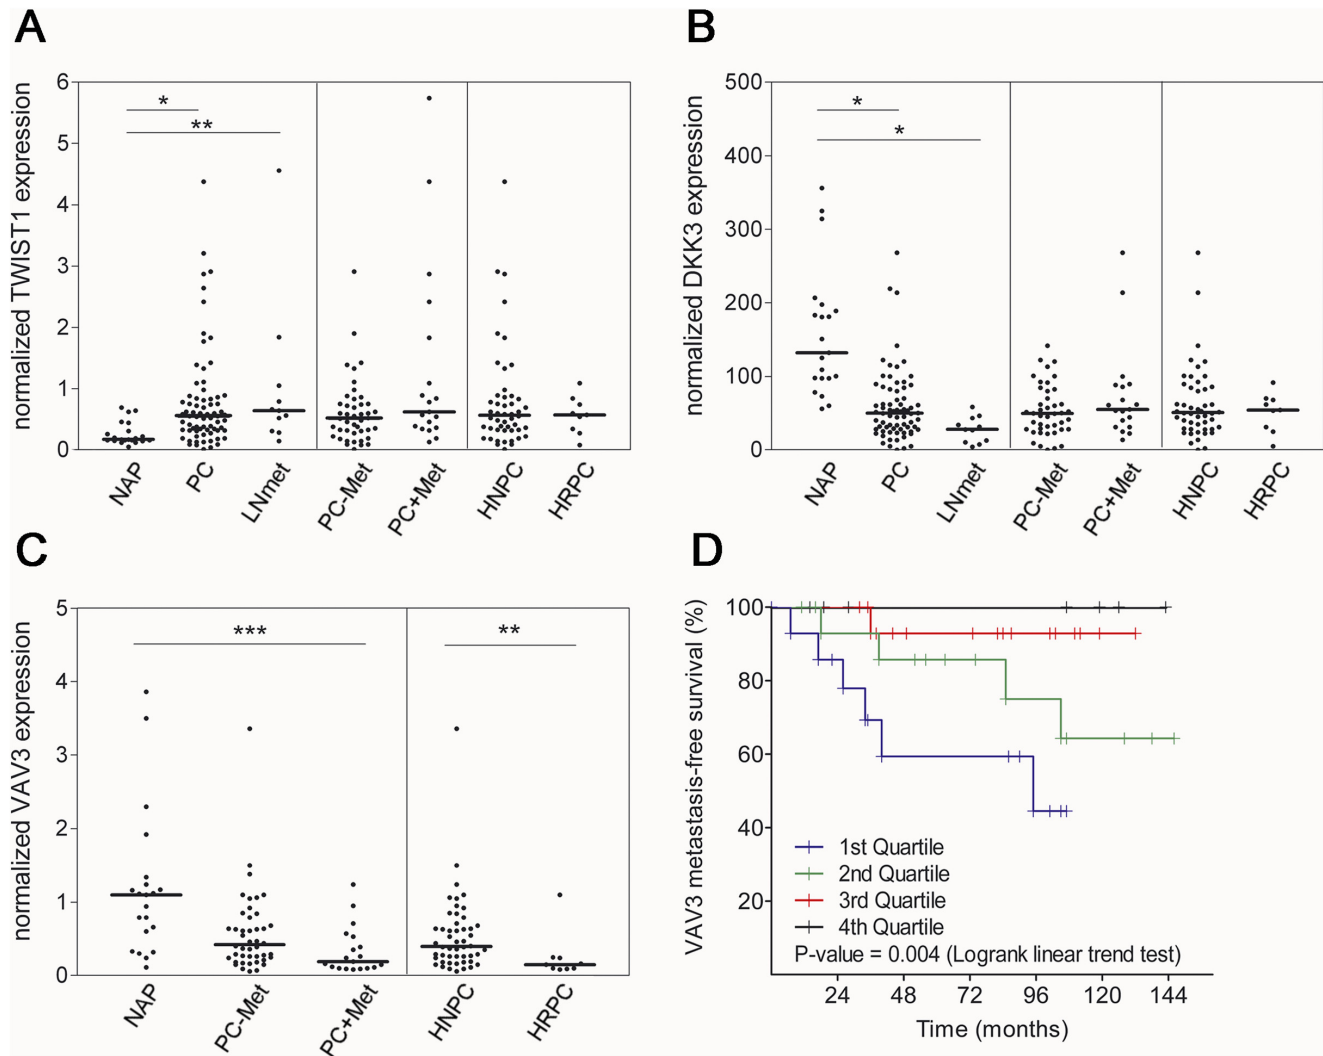 A
normalized TWIST1 expression
6
5
4
3
2
1
0
*
**
NAP
PC
LNmet
PC-Met
PC+Met
HNPC
HRPC
B
normalized DKK3 expression
500
400
300
200
100
0
*
*
NAP
PC
LNmet
PC-Met
PC+Met
HNPC
HRPC
C
normalized VAV3 expression
5
4
3
2
1
0
***
**
NAP
PC-Met
PC+Met
HNPC
HRPC
D
VAV3 metastasis-free survival (%)
100
80
60
40
20
1st Quartile
2nd Quartile
3rd Quartile
4th Quartile
P-value = 0.004 (Logrank linear trend test)
24
48
72
96
120
144
Time (months)